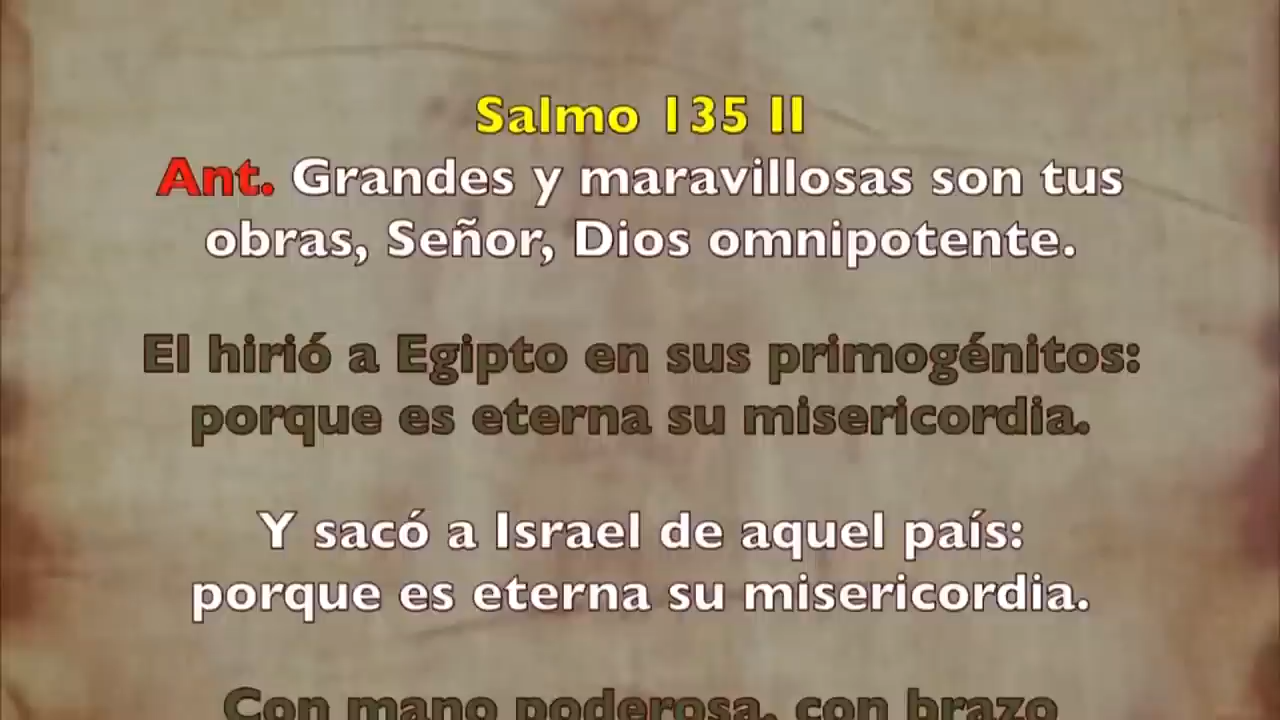 Salmo 135 II
Ant. Grandes y maravillosas son tus
obras, Señor, Dios omnipotente.
El hirió a Egipto en sus primogénitos:
porque es eterna su misericordia.
Y sacó a Israel de aquel país:
porque es eterna su misericordia.
Con mano poderosa, con brazo